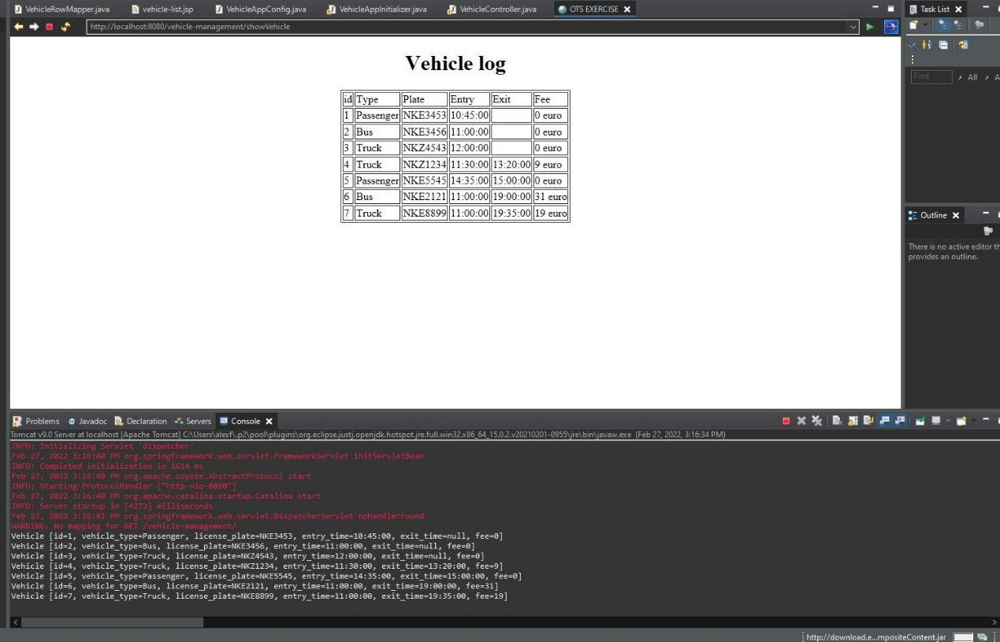 VehicleRowMapper.java vehicle-list.jsp VehicleAppConfig.java VehicleAppInitializer.java VehicleController.java OTS EXERCISE Task List
http://localhost:8080/vehicle-management/showVehicle
Find All A
Vehicle log
id Type Plate Entry Exit Fee
1 Passenger NKE3453 10:45:00 0 euro
2 Bus NKE3456 11:00:00 0 euro
3 Truck NKZ4543 12:00:00 0 euro
4 Truck NKZ1234 11:30:00 13:20:00 9 euro
5 Passenger NKE5545 14:35:00 15:00:00 0 euro
6 Bus NKE2121 11:00:00 19:00:00 31 euro
7 Truck NKE8899 11:00:00 19:35:00 19 euro
Outline
There is no active editor th
provides an outline.
Problems Javadoc Declaration Servers Console
Tomcat v9.0 Server at localhost [Apache Tomcat] C:\Users\alexf\.p2\pool\plugins\org.eclipse.justj.openjdk.hotspot.jre.full.win32.x86_64_15.0.2.v20210201-0955\jre\bin\javaw.exe (Feb 27, 2022, 3:16:34 PM)
INFO: Initializing Servlet 'dispatcher'
Feb 27, 2022 3:16:40 PM org.springframework.web.servlet.FrameworkServlet initServletBean
INFO: Completed initialization in 1614 ms
Feb 27, 2022 3:16:40 PM org.apache.coyote.AbstractProtocol start
INFO: Starting ProtocolHandler ["http-nio-8080"]
Feb 27, 2022 3:16:40 PM org.apache.catalina.startup.Catalina start
INFO: Server startup in [4272] milliseconds
Feb 27, 2022 3:16:41 PM org.springframework.web.servlet.DispatcherServlet noHandlerFound
WARNING: No mapping for GET /vehicle-management/
Vehicle [id=1, vehicle_type=Passenger, license_plate=NKE3453, entry_time=10:45:00, exit_time=null, fee=0]
Vehicle [id=2, vehicle_type=Bus, license_plate=NKE3456, entry_time=11:00:00, exit_time=null, fee=0]
Vehicle [id=3, vehicle_type=Truck, license_plate=NKZ4543, entry_time=12:00:00, exit_time=null, fee=0]
Vehicle [id=4, vehicle_type=Truck, license_plate=NKZ1234, entry_time=11:30:00, exit_time=13:20:00, fee=9]
Vehicle [id=5, vehicle_type=Passenger, license_plate=NKE5545, entry_time=14:35:00, exit_time=15:00:00, fee=0]
Vehicle [id=6, vehicle_type=Bus, license_plate=NKE2121, entry_time=11:00:00, exit_time=19:00:00, fee=31]
Vehicle [id=7, vehicle_type=Truck, license_plate=NKE8899, entry_time=11:00:00, exit_time=19:35:00, fee=19]
http://download.e...mpositeContent.jar